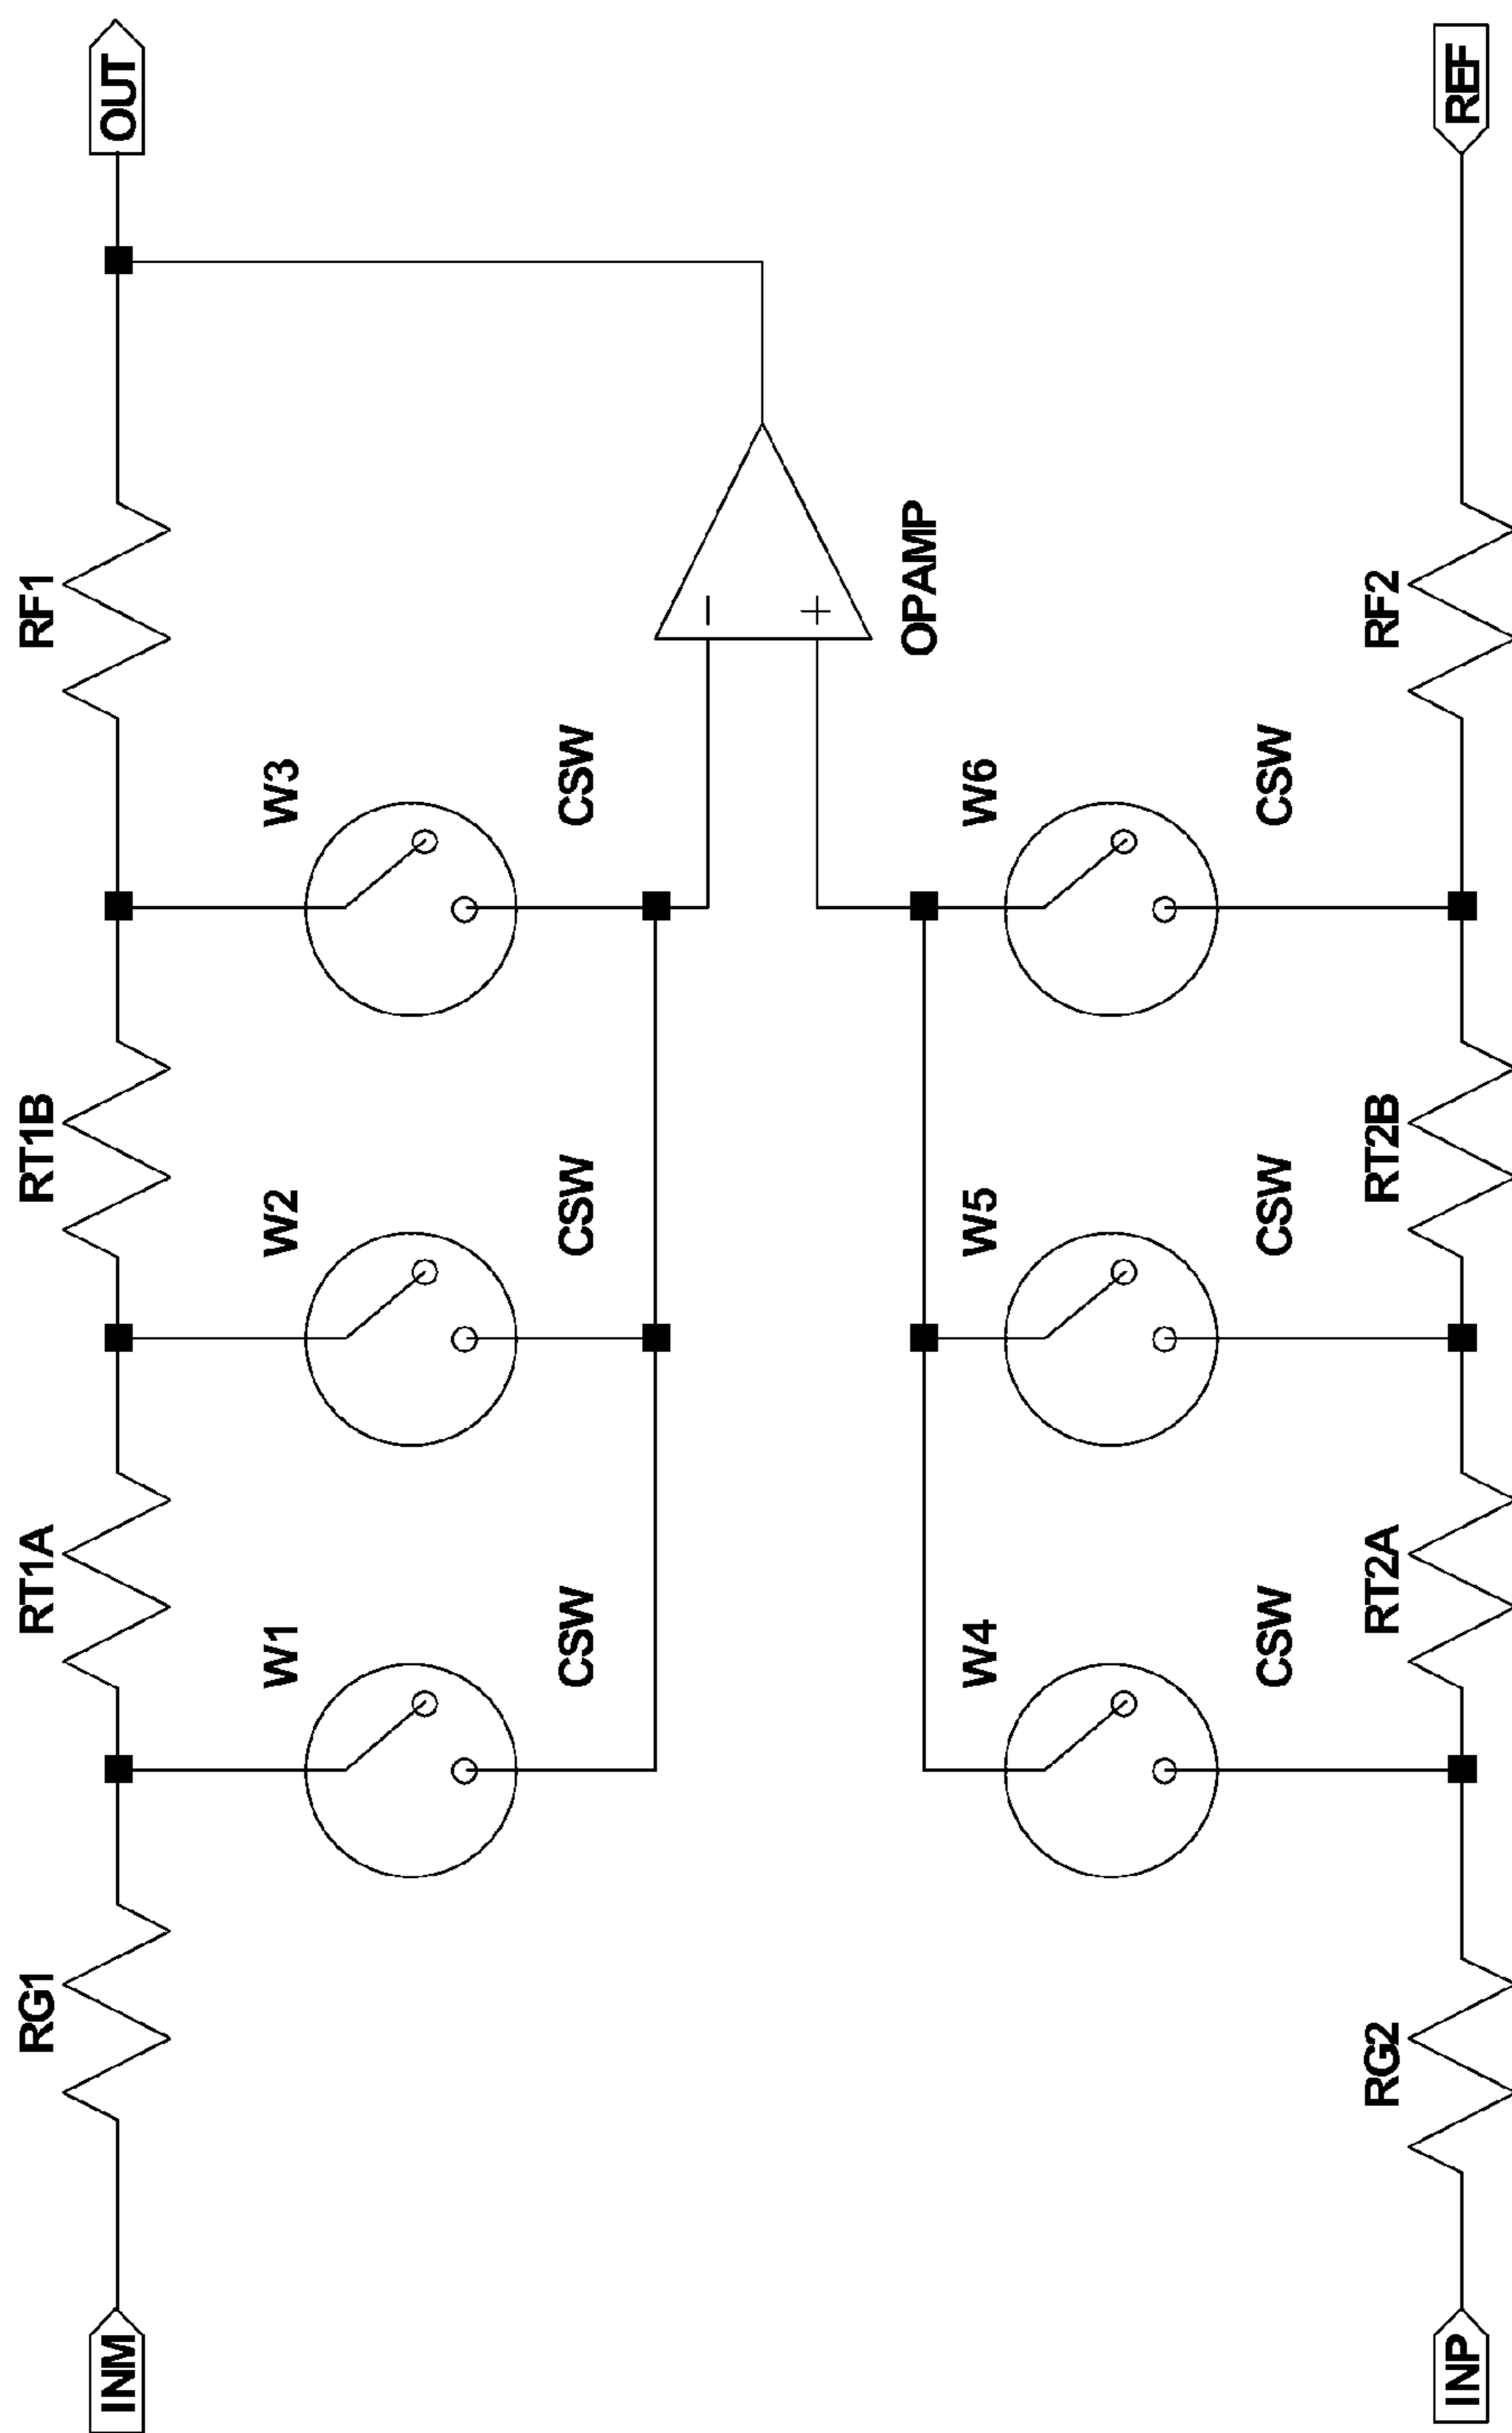 RG1
RT1A
RT1B
RF1
INM
OUT
W1
W2
W3
CSW
CSW
CSW
OPAMP
W4
W5
W6
CSW
CSW
CSW
RG2
RT2A
RT2B
RF2
INP
REF